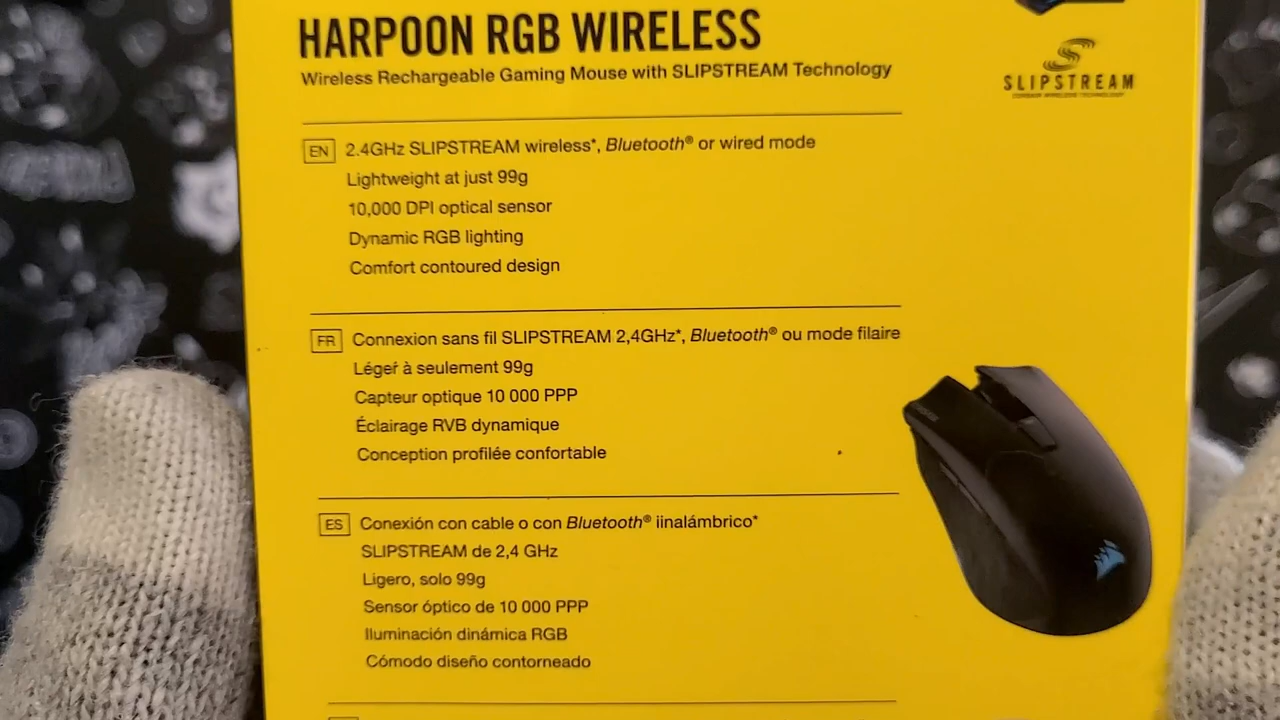 HARPOON RGB WIRELESS
Wireless Rechargeable Gaming Mouse with SLIPSTREAM Technology
SLIPSTREAM
CORSAIR WIRELESS TECHNOLOGY
EN 2.4GHz SLIPSTREAM wireless*, Bluetooth® or wired mode
Lightweight at just 99g
10,000 DPI optical sensor
Dynamic RGB lighting
Comfort contoured design
FR Connexion sans fil SLIPSTREAM 2,4GHz*, Bluetooth® ou mode filaire
Légeŕ à seulement 99g
Capteur optique 10 000 PPP
Éclairage RVB dynamique
Conception profilée confortable
ES Conexión con cable o con Bluetooth® iinalámbrico*
SLIPSTREAM de 2,4 GHz
Ligero, solo 99g
Sensor óptico de 10 000 PPP
Iluminación dinámica RGB
Cómodo diseño contorneado